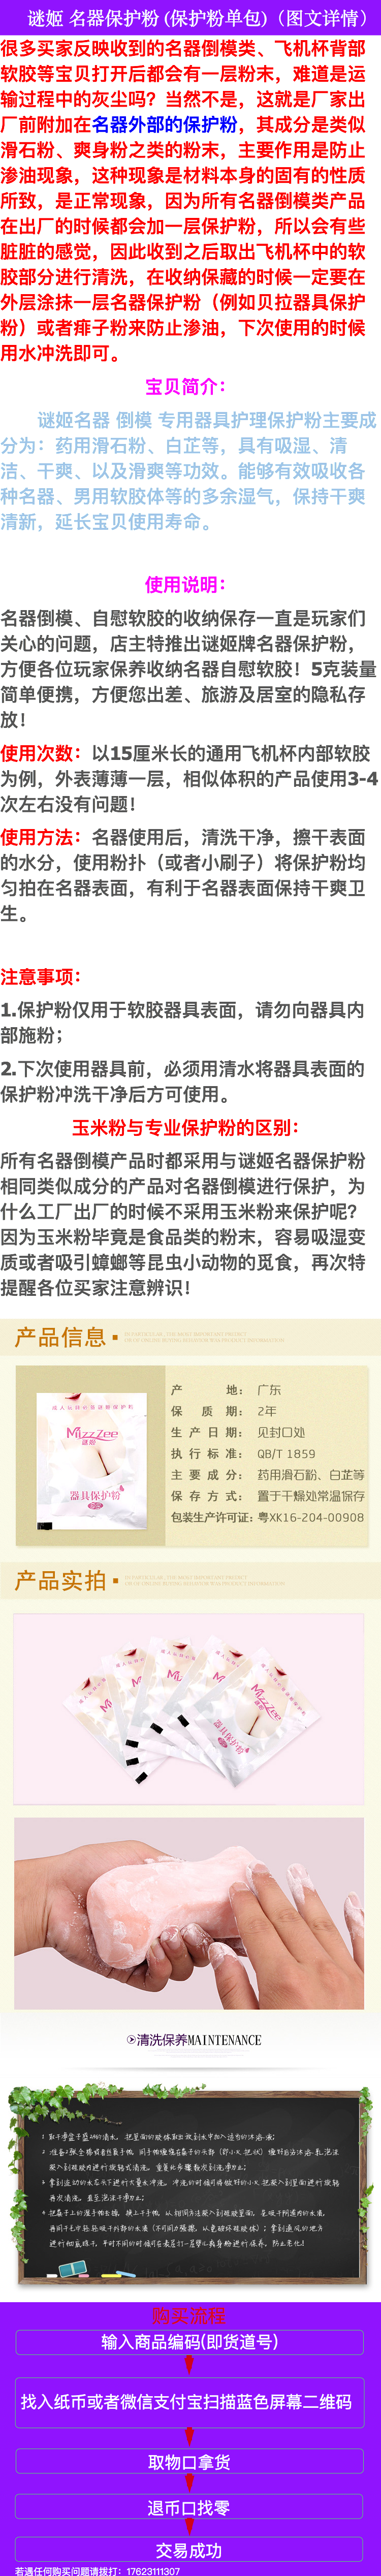 谜姬 名器保护粉 (保护粉单包)（图文详情）
很多买家反映收到的名器倒模类、飞机杯背部
软胶等宝贝打开后都会有一层粉末，难道是运
输过程中的灰尘吗？当然不是，这就是厂家出
厂前附加在名器外部的保护粉，其成分是类似
滑石粉、爽身粉之类的粉末，主要作用是防止
渗油现象，这种现象是材料本身的固有的性质
所致，是正常现象，因为所有名器倒模类产品
在出厂的时候都会加一层保护粉，所以会有些
脏脏的感觉，因此收到之后取出飞机杯中的软
胶部分进行清洗，在收纳保藏的时候一定要在
外层涂抹一层名器保护粉（例如贝拉器具保护
粉）或者痱子粉来防止渗油，下次使用的时候
用水冲洗即可。
宝贝简介：
谜姬名器 倒模 专用器具护理保护粉主要成
分为：药用滑石粉、白芷等，具有吸湿、清
洁、干爽、以及滑爽等功效。能够有效吸收各
种名器、男用软胶体等的多余湿气，保持干爽
清新，延长宝贝使用寿命。
使用说明：
名器倒模、自慰软胶的收纳保存一直是玩家们
关心的问题，店主特推出谜姬牌名器保护粉，
方便各位玩家保养收纳名器自慰软胶！5克装量
简单便携，方便您出差、旅游及居室的隐私存
放！
使用次数：以15厘米长的通用飞机杯内部软胶
为例，外表薄薄一层，相似体积的产品使用3-4
次左右没有问题！
使用方法：名器使用后，清洗干净，擦干表面
的水分，使用粉扑（或者小刷子）将保护粉均
匀拍在名器表面，有利于名器表面保持干爽卫
生。
注意事项：
1.保护粉仅用于软胶器具表面，请勿向器具内
部施粉；
2.下次使用器具前，必须用清水将器具表面的
保护粉冲洗干净后方可使用。
玉米粉与专业保护粉的区别：
所有名器倒模产品时都采用与谜姬名器保护粉
相同类似成分的产品对名器倒模进行保护，为
什么工厂出厂的时候不采用玉米粉来保护呢？
因为玉米粉毕竟是食品类的粉末，容易吸湿变
质或者吸引蟑螂等昆虫小动物的觅食，再次特
提醒各位买家注意辨识！
产品信息
产地：广东
保质期：2年
生产日期：见封口处
执行标准：QB/T 1859
主要成分：药用滑石粉、白芷等
保存方式：置于干燥处常温保存
包装生产许可证：粤XK16-204-00908
MizzZee
谜姬
器具保护粉
产品实拍
MizzZee
器具保护粉
清洗保养MAINTENANCE
购买流程
输入商品编码(即货道号)
找入纸币或者微信支付宝扫描蓝色屏幕二维码
取物口拿货
退币口找零
交易成功
若遇任何购买问题请拨打：17623111307